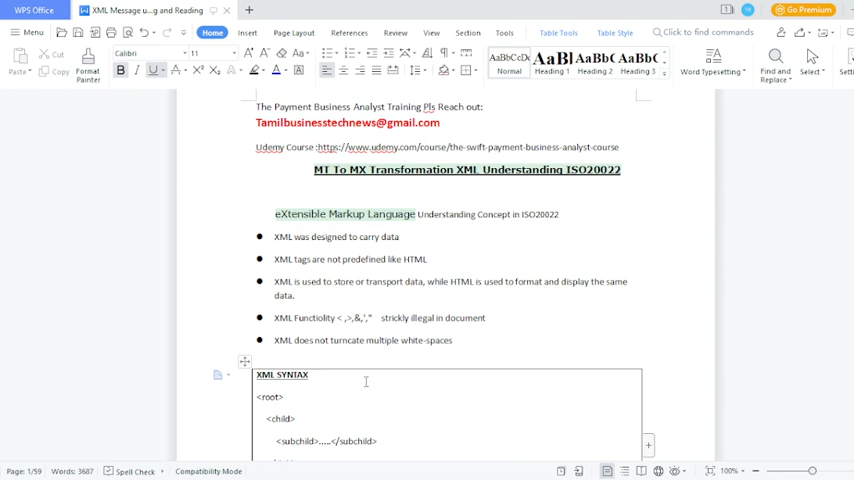 WPS Office
XML Message u...g and Reading
Go Premium
Menu
Home
Insert
Page Layout
References
Review
View
Section
Tools
Table Tools
Table Style
Click to find commands
Paste
Cut
Copy
Format
Painter
Calibri
11
AaBbCcDc
Normal
AaBl
Heading 1
AaBb(
Heading 2
AaBbC(
Heading 3
Word Typesetting
Find and
Replace
Select
Setti
The Payment Business Analyst Training Pls Reach out:
Tamilbusinesstechnews@gmail.com
Udemy Course :https://www.udemy.com/course/the-swift-payment-business-analyst-course
MT To MX Transformation XML Understanding ISO20022
eXtensible Markup Language Understanding Concept in ISO20022
● XML was designed to carry data
● XML tags are not predefined like HTML
● XML is used to store or transport data, while HTML is used to format and display the same
data.
● XML Functiolity < ,>,&,'," strickly illegal in document
● XML does not turncate multiple white-spaces
XML SYNTAX
<root>
<child>
<subchild>.....</subchild>
Page: 1/59
Words: 3687
Spell Check
Compatibility Mode
100%